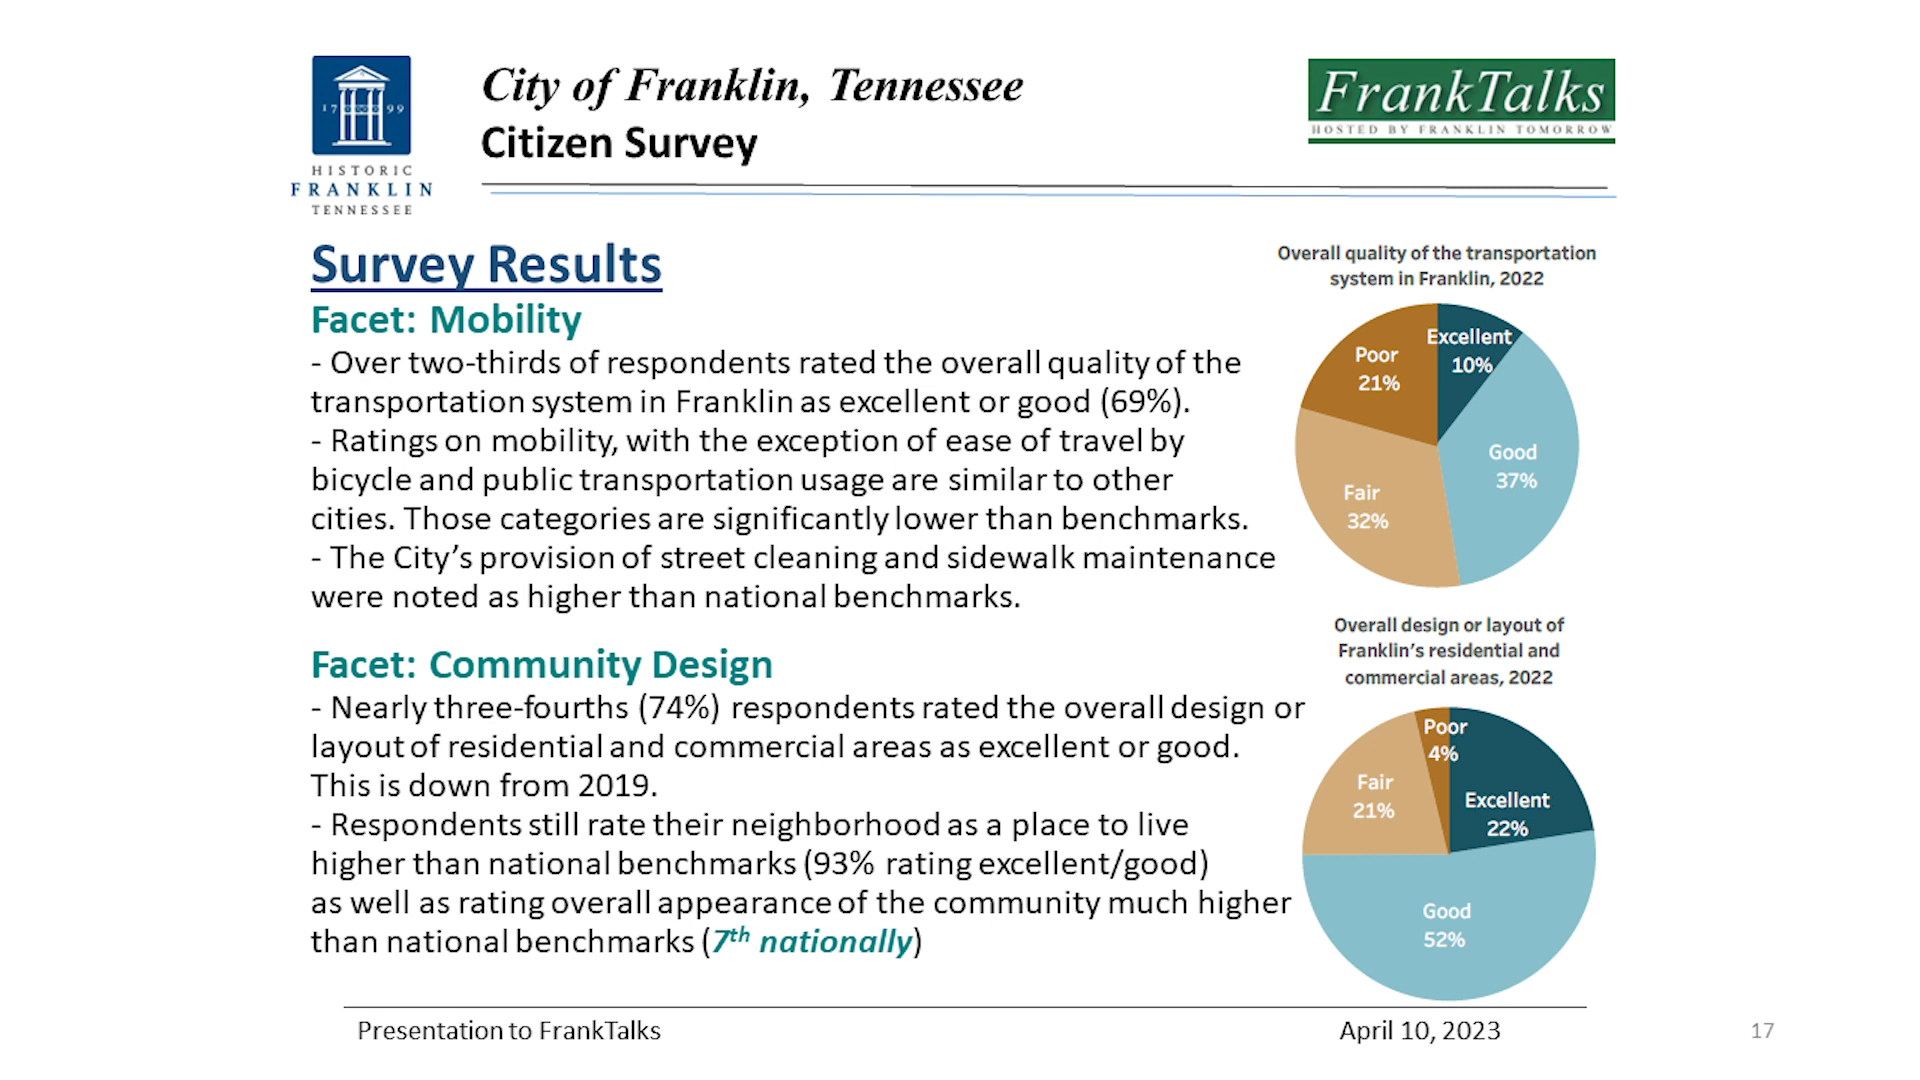 City of Franklin, Tennessee
Citizen Survey
17 99
HISTORIC
FRANKLIN
TENNESSEE
FrankTalks
HOSTED BY FRANKLIN TOMORROW
Survey Results
Facet: Mobility
- Over two-thirds of respondents rated the overall quality of the
transportation system in Franklin as excellent or good (69%).
- Ratings on mobility, with the exception of ease of travel by
bicycle and public transportation usage are similar to other
cities. Those categories are significantly lower than benchmarks.
- The City’s provision of street cleaning and sidewalk maintenance
were noted as higher than national benchmarks.
Facet: Community Design
- Nearly three-fourths (74%) respondents rated the overall design or
layout of residential and commercial areas as excellent or good.
This is down from 2019.
- Respondents still rate their neighborhood as a place to live
higher than national benchmarks (93% rating excellent/good)
as well as rating overall appearance of the community much higher
than national benchmarks (7th nationally)
Overall quality of the transportation
system in Franklin, 2022
Excellent
10%
Poor
21%
Good
37%
Fair
32%
Overall design or layout of
Franklin’s residential and
commercial areas, 2022
Poor
4%
Fair
21%
Excellent
22%
Good
52%
Presentation to FrankTalks
April 10, 2023
17